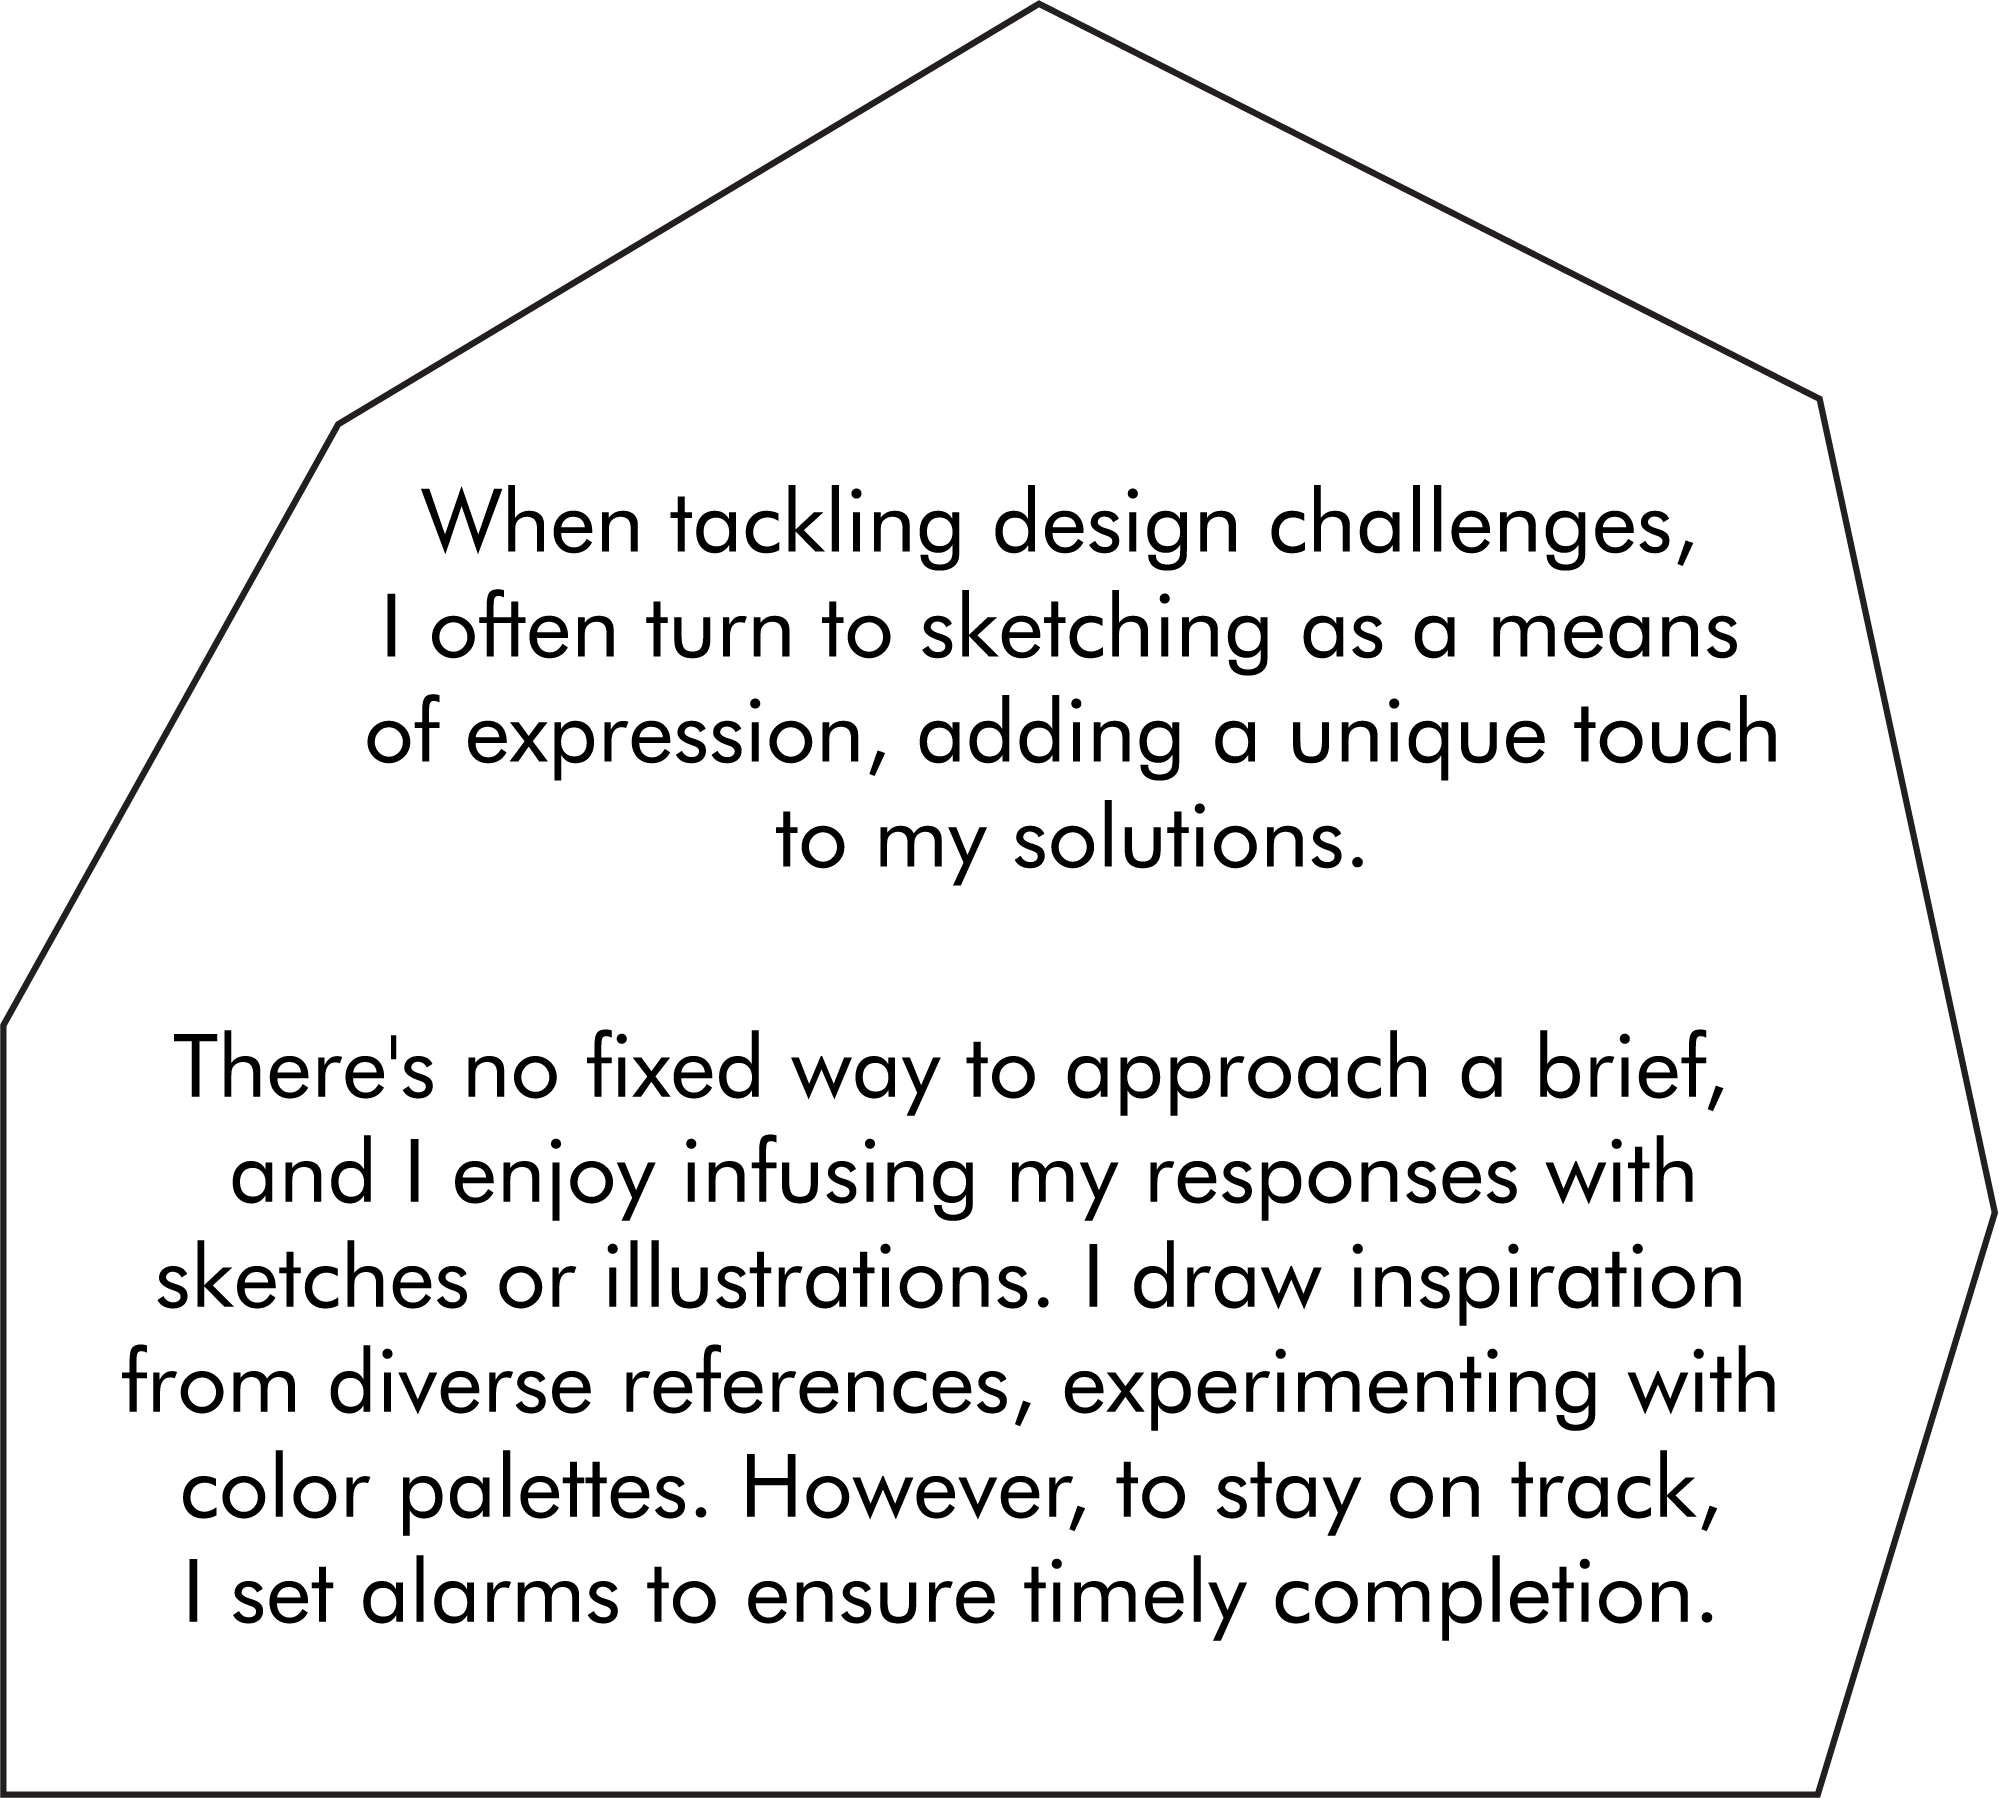 When tackling design challenges,
I often turn to sketching as a means
of expression, adding a unique touch
to my solutions.
There's no fixed way to approach a brief,
and I enjoy infusing my responses with
sketches or illustrations. I draw inspiration
from diverse references, experimenting with
color palettes. However, to stay on track,
I set alarms to ensure timely completion.